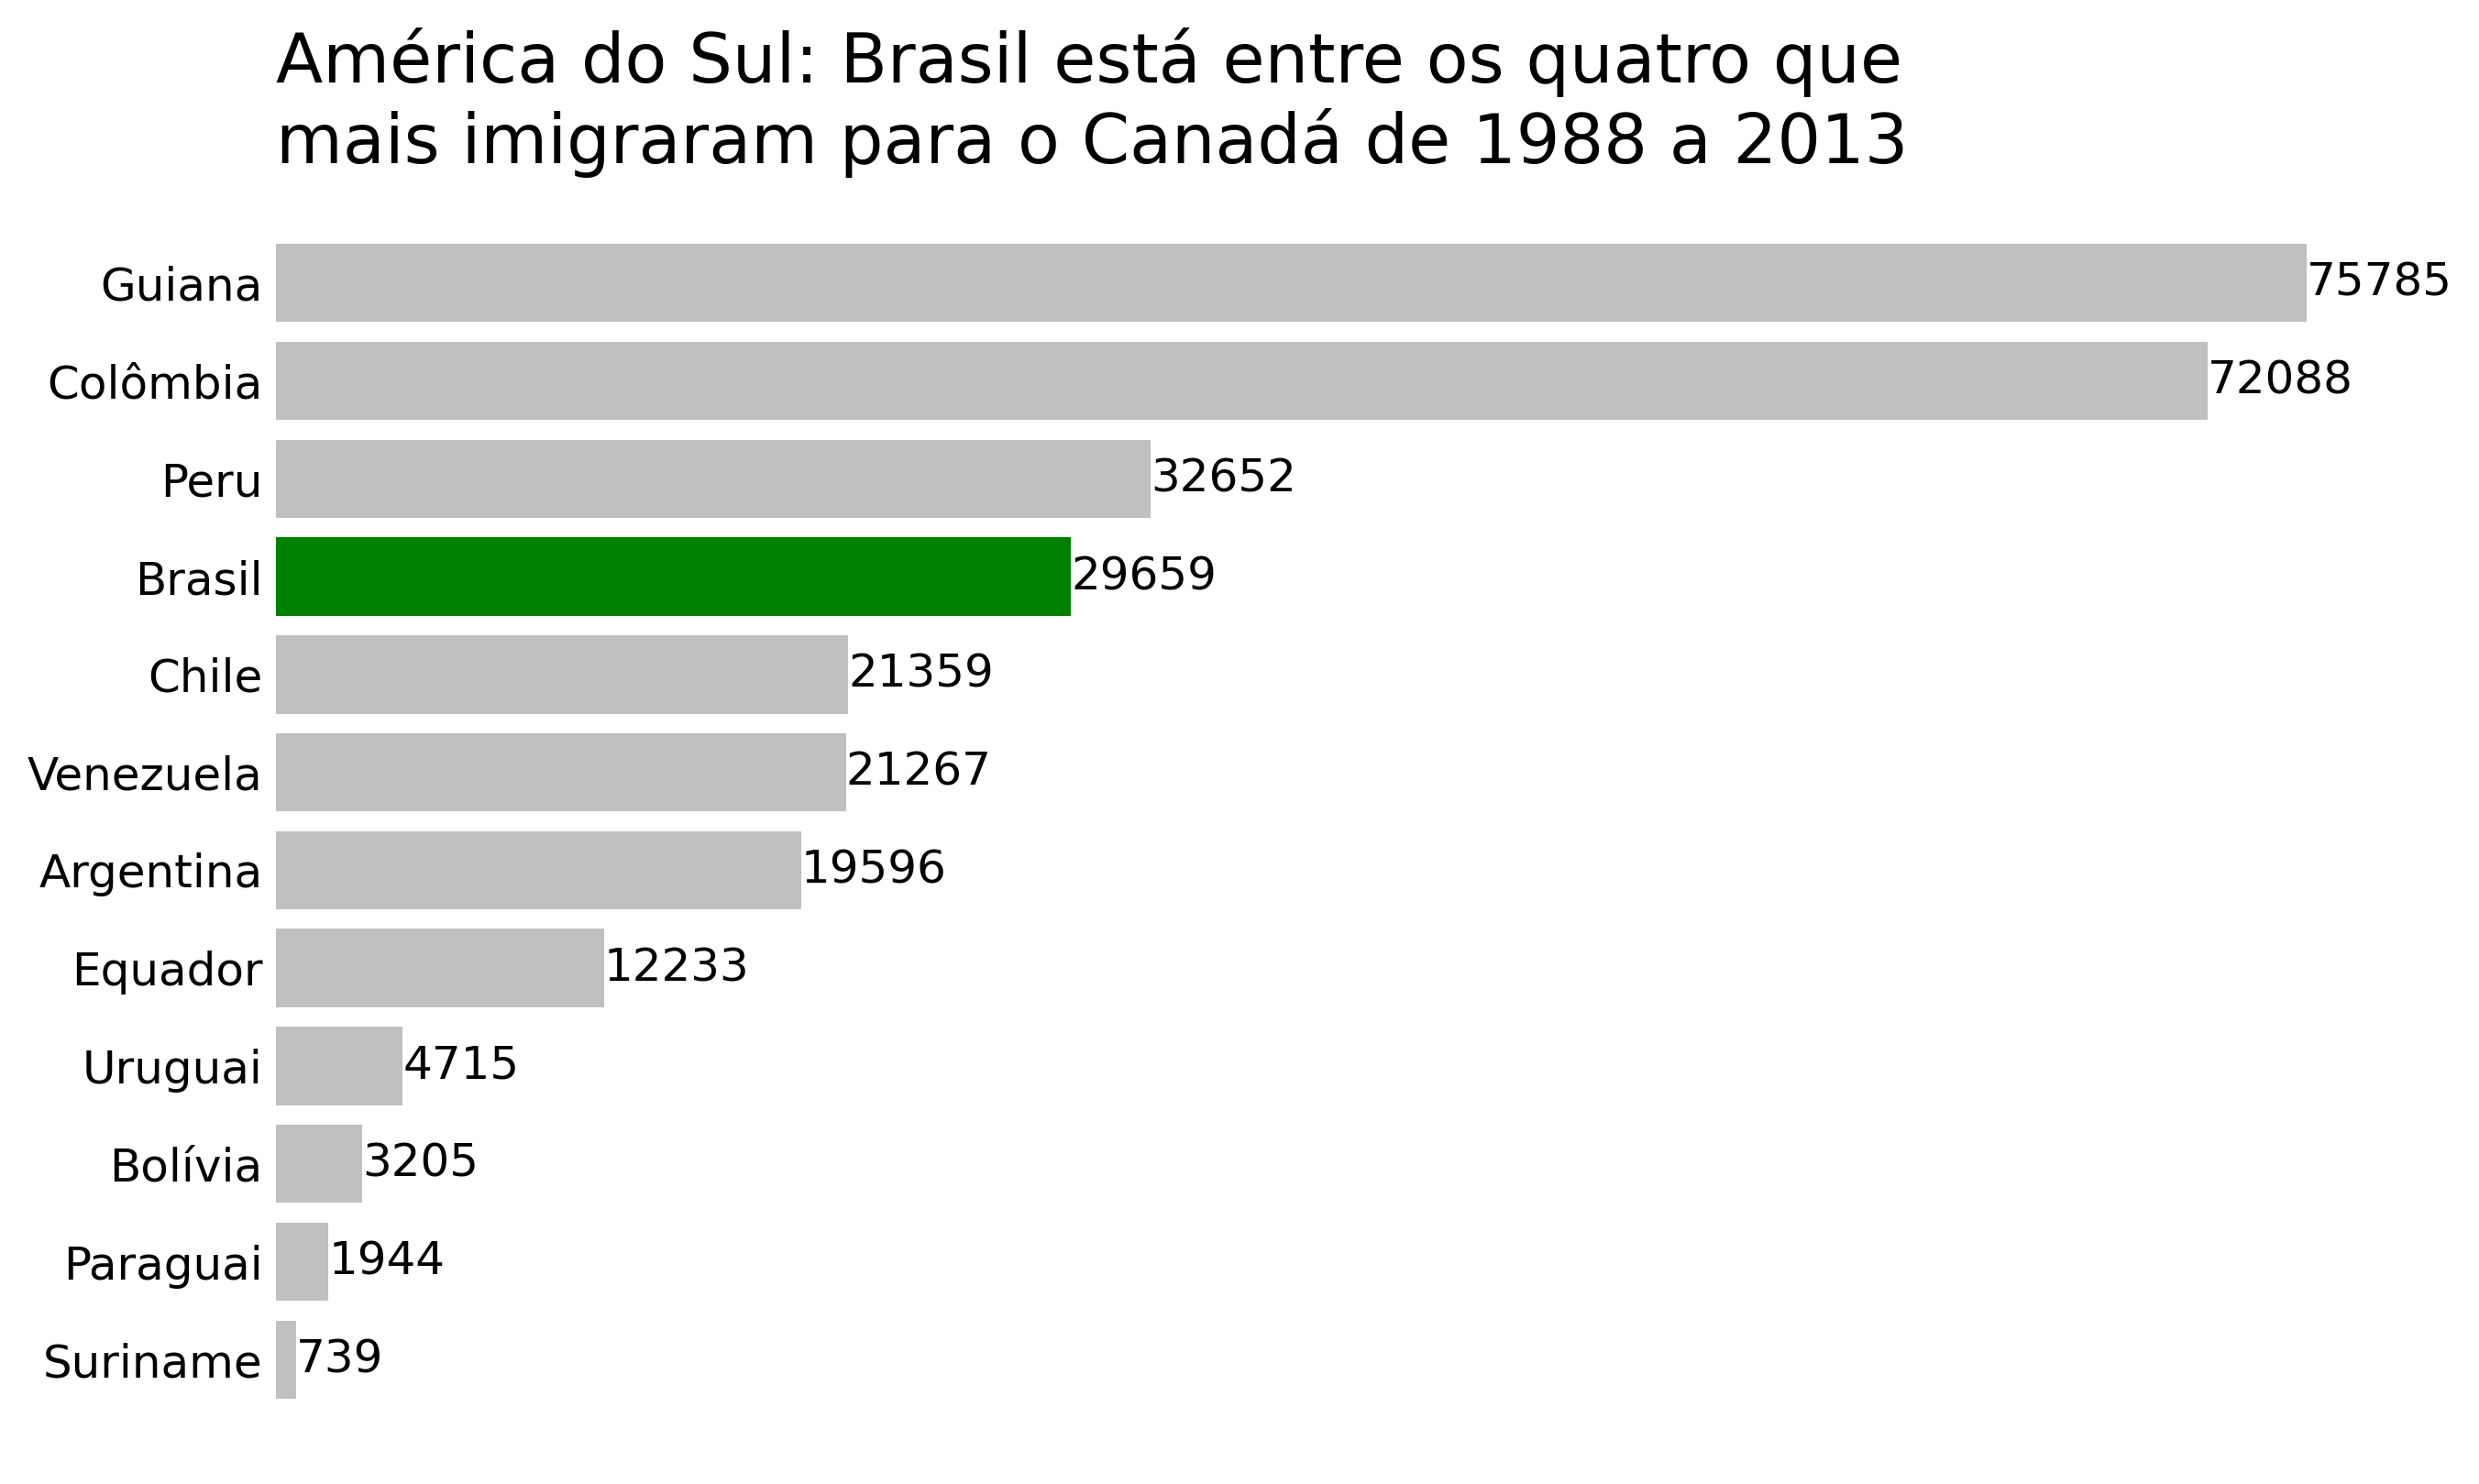 América do Sul: Brasil está entre os quatro que
mais imigraram para o Canadá de 1988 a 2013
Guiana 75785
Colômbia 72088
Peru 32652
Brasil 29659
Chile 21359
Venezuela 21267
Argentina 19596
Equador 12233
Uruguai 4715
Bolívia 3205
Paraguai 1944
Suriname 739